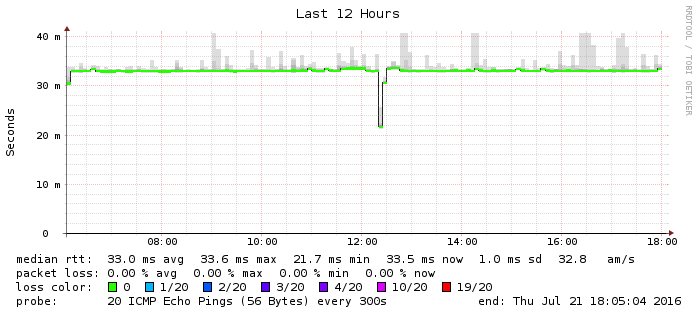 Last 12 Hours
RRDTOOL / TOBI OETIKER
Seconds
40 m
30 m
20 m
10 m
0
08:00 10:00 12:00 14:00 16:00 18:00
median rtt: 33.0 ms avg 33.6 ms max 21.7 ms min 33.5 ms now 1.0 ms sd 32.8 am/s
packet loss: 0.00 % avg 0.00 % max 0.00 % min 0.00 % now
loss color: 0 1/20 2/20 3/20 4/20 10/20 19/20
probe: 20 ICMP Echo Pings (56 Bytes) every 300s end: Thu Jul 21 18:05:04 2016